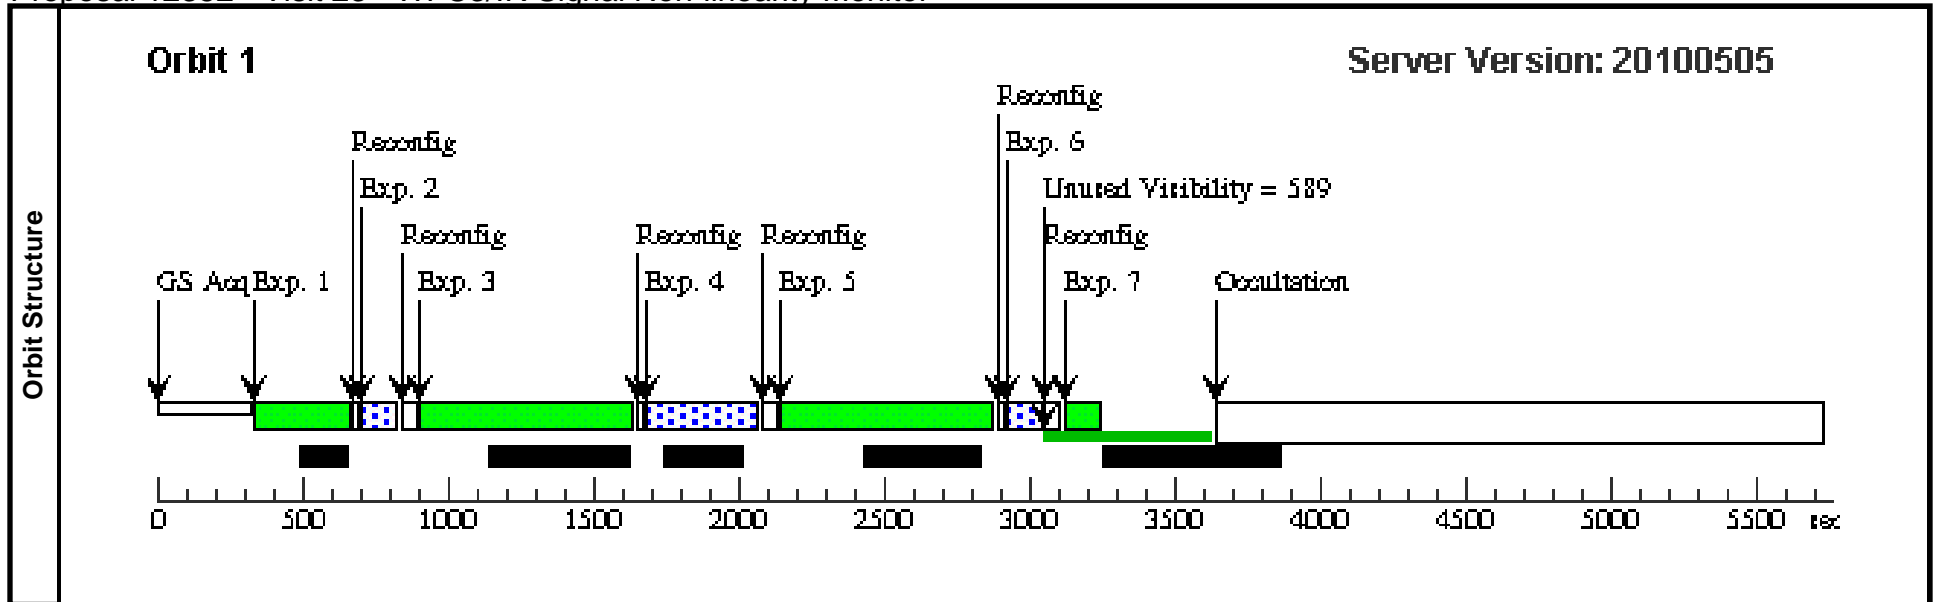 Orbit 1 Server Version: 20100505
Reconfig
Reconfig Exp. 6
Exp. 2 Unused Visibility = 589
Reconfig Reconfig Reconfig Reconfig
GS Acq Exp. 1 Exp. 3 Exp. 4 Exp. 5 Exp. 7 Occultation
Orbit Structure
0 500 1000 1500 2000 2500 3000 3500 4000 4500 5000 5500 sec